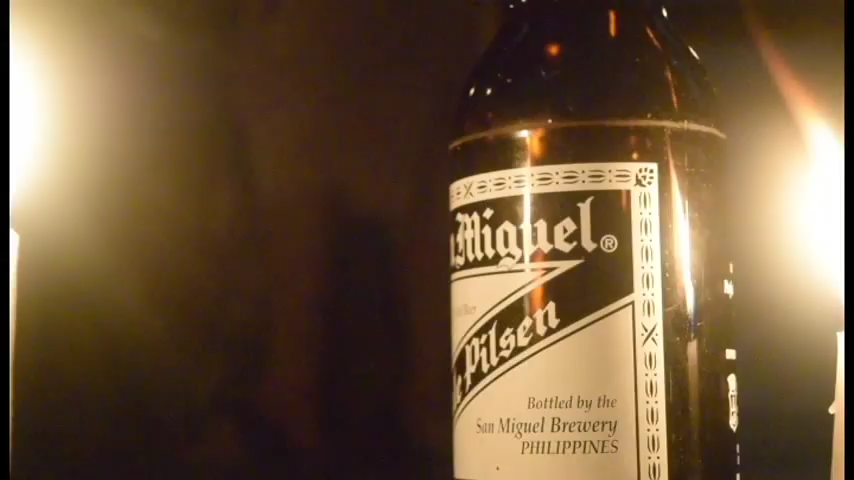 Miguel®
Pilsen
Bottled by the
San Miguel Brewery
PHILIPPINES